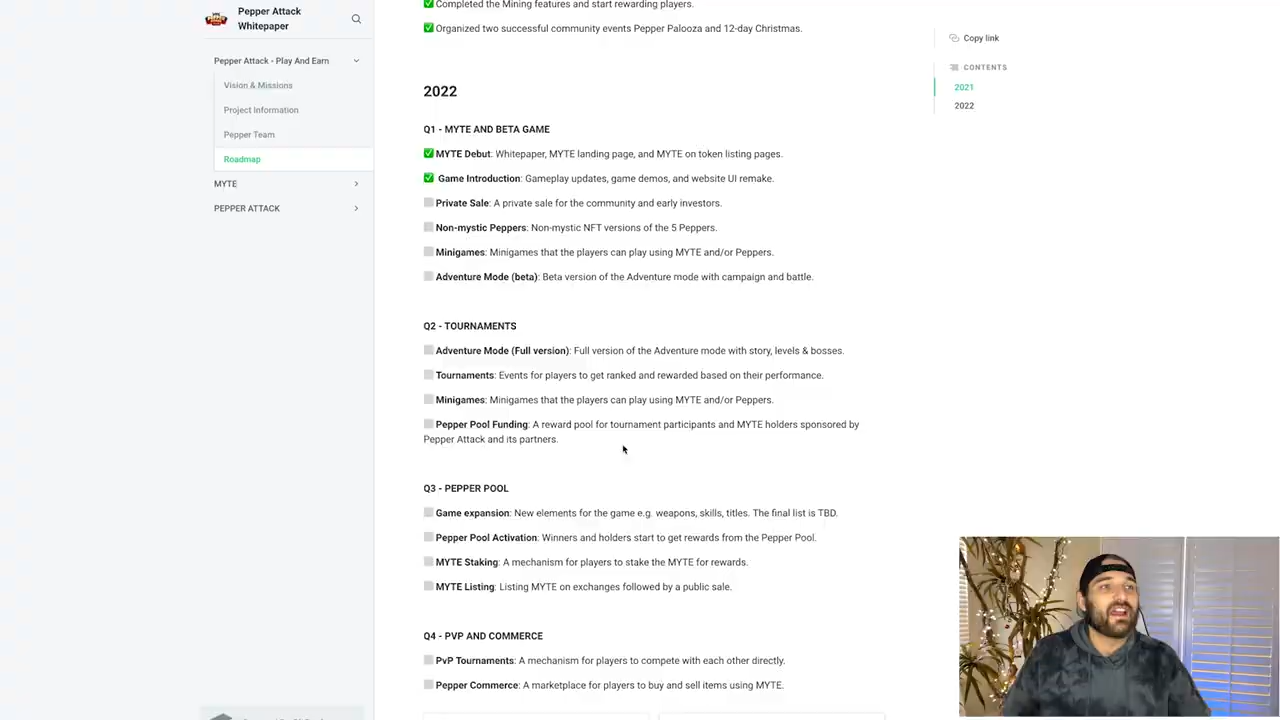 Pepper Attack
Whitepaper
Pepper Attack - Play And Earn
Vision & Missions
Project Information
Pepper Team
Roadmap
MYTE
PEPPER ATTACK
Completed the Mining features and start rewarding players.
Organized two successful community events Pepper Palooza and 12-day Christmas.
2022
Q1 - MYTE AND BETA GAME
MYTE Debut: Whitepaper, MYTE landing page, and MYTE on token listing pages.
Game Introduction: Gameplay updates, game demos, and website UI remake.
Private Sale: A private sale for the community and early investors.
Non-mystic Peppers: Non-mystic NFT versions of the 5 Peppers.
Minigames: Minigames that the players can play using MYTE and/or Peppers.
Adventure Mode (beta): Beta version of the Adventure mode with campaign and battle.
Q2 - TOURNAMENTS
Adventure Mode (Full version): Full version of the Adventure mode with story, levels & bosses.
Tournaments: Events for players to get ranked and rewarded based on their performance.
Minigames: Minigames that the players can play using MYTE and/or Peppers.
Pepper Pool Funding: A reward pool for tournament participants and MYTE holders sponsored by
Pepper Attack and its partners.
Q3 - PEPPER POOL
Game expansion: New elements for the game e.g. weapons, skills, titles. The final list is TBD.
Pepper Pool Activation: Winners and holders start to get rewards from the Pepper Pool.
MYTE Staking: A mechanism for players to stake the MYTE for rewards.
MYTE Listing: Listing MYTE on exchanges followed by a public sale.
Q4 - PVP AND COMMERCE
PvP Tournaments: A mechanism for players to compete with each other directly.
Pepper Commerce: A marketplace for players to buy and sell items using MYTE.
Copy link
CONTENTS
2021
2022